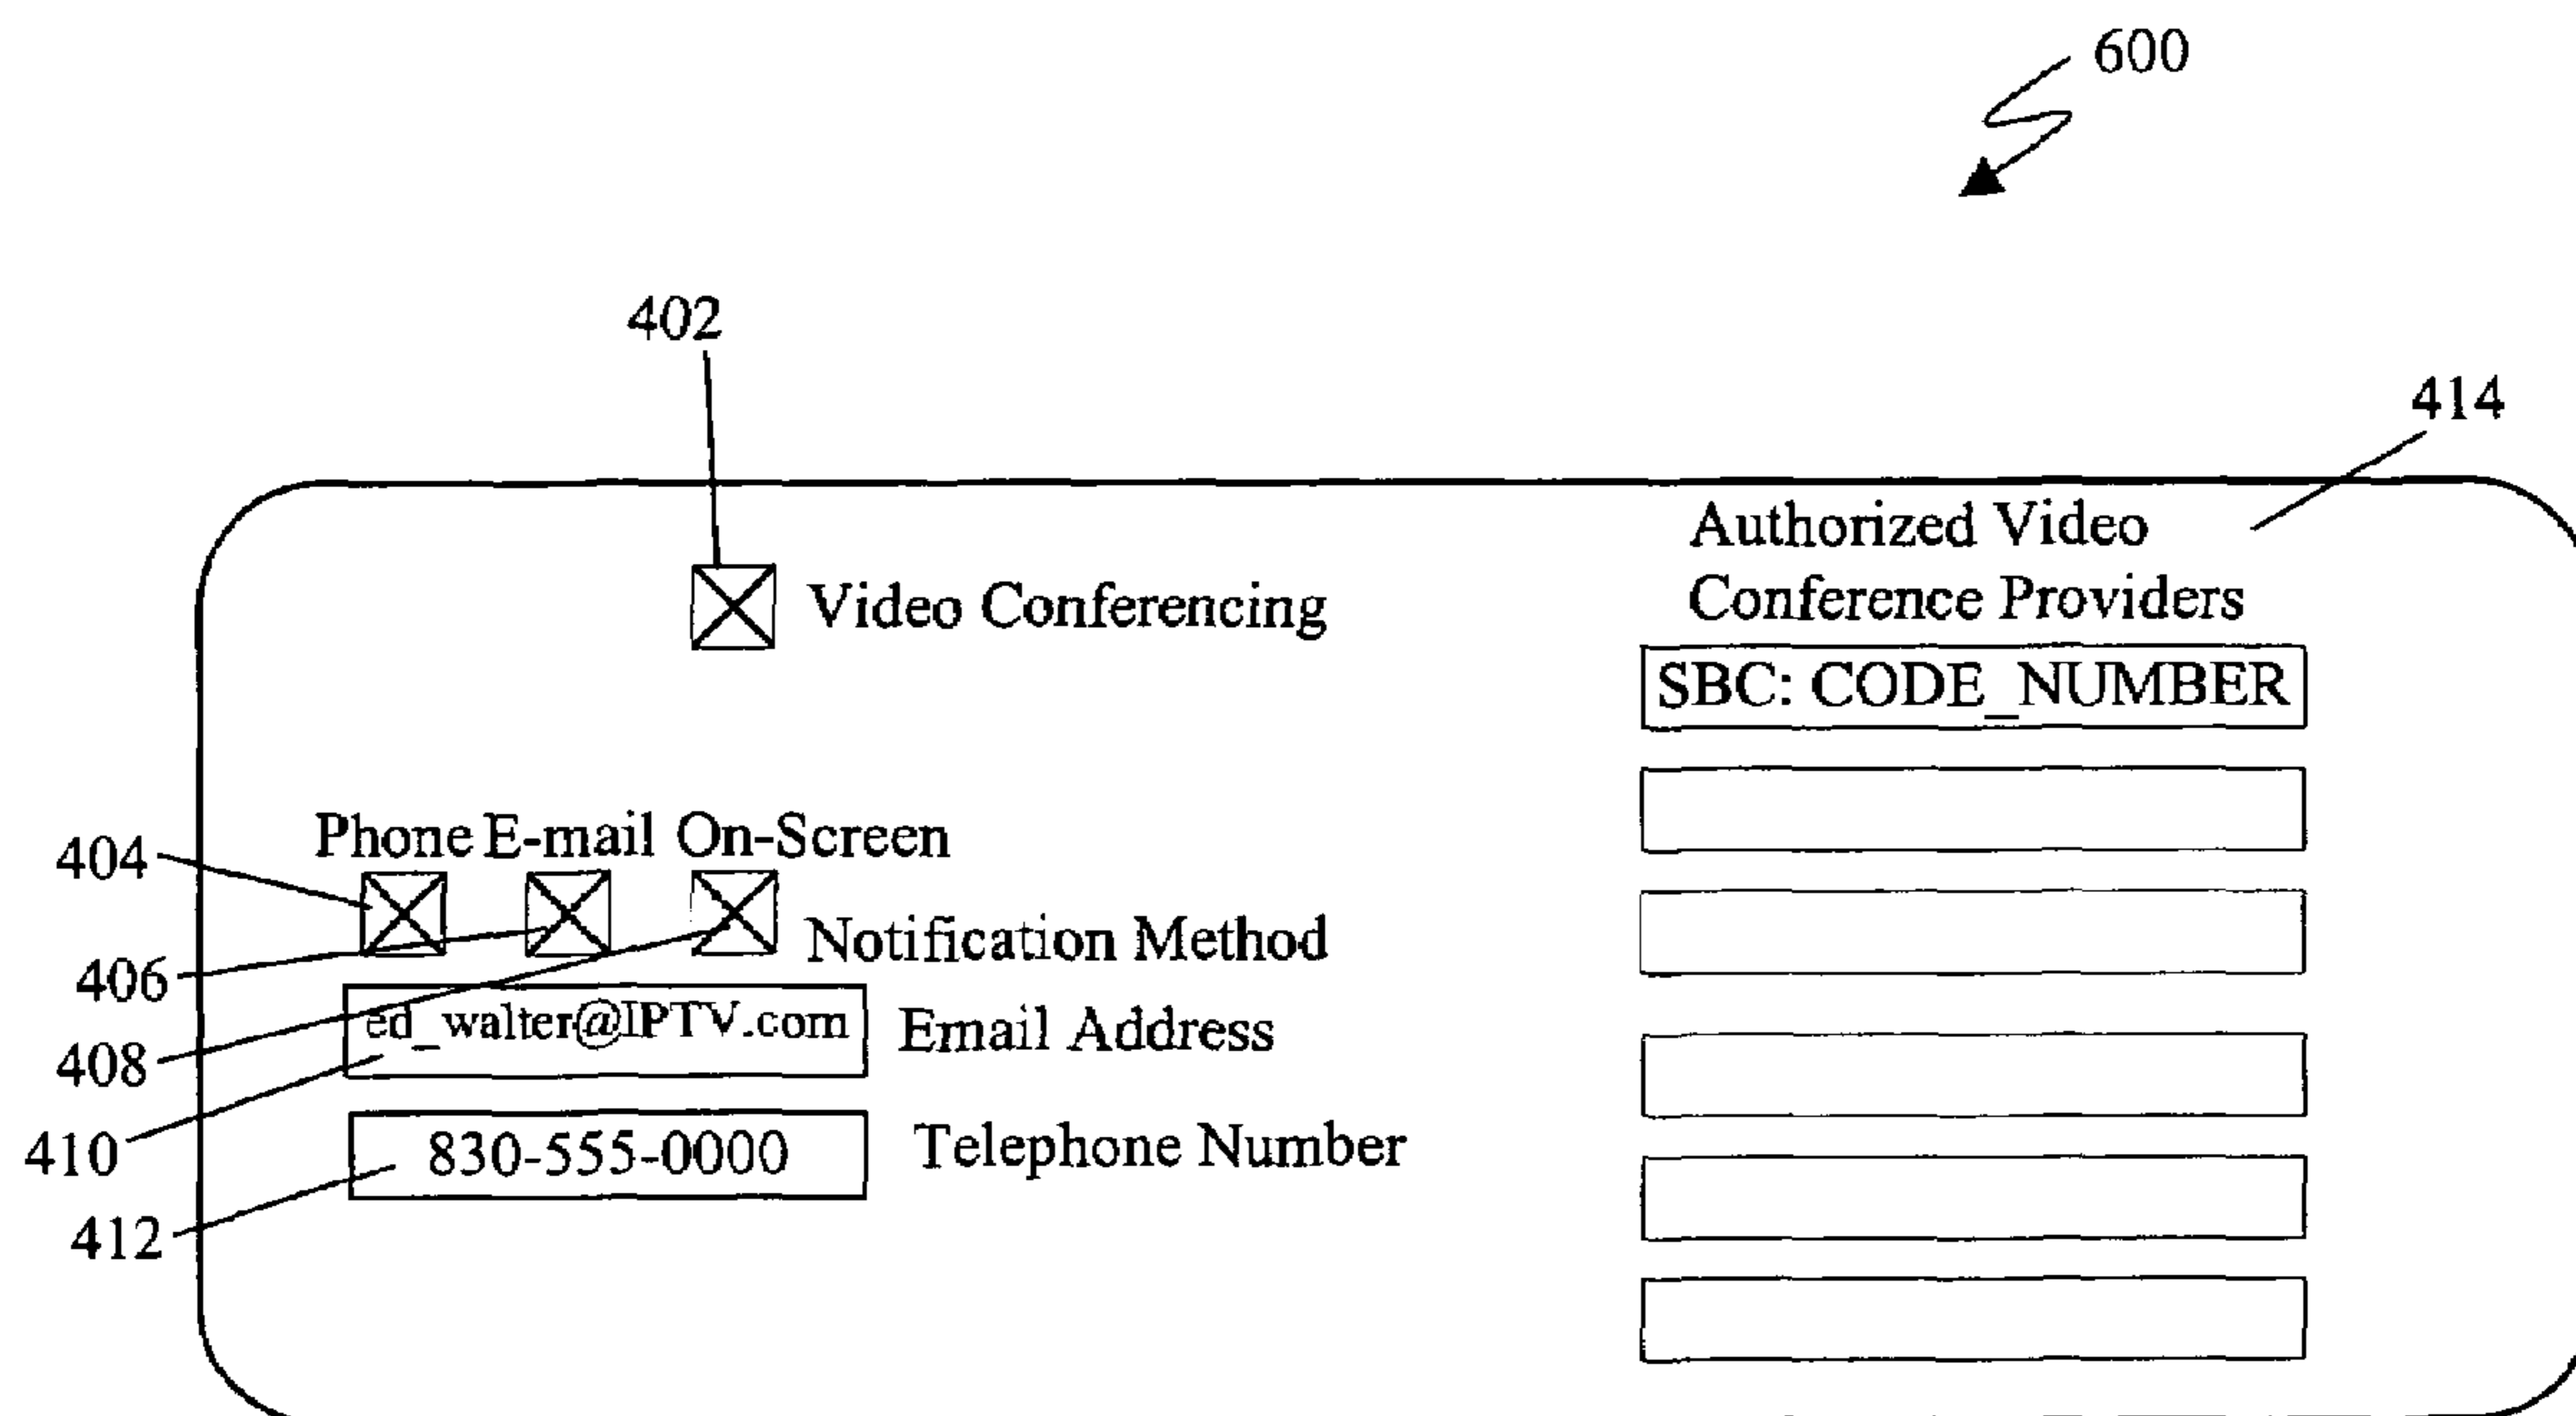 600
402
414
Authorized Video
Conference Providers
Video Conferencing
SBC: CODE_NUMBER
Phone E-mail On-Screen
404
Notification Method
406
ed_walter@IPTV.com Email Address
408
830-555-0000 Telephone Number
410
412